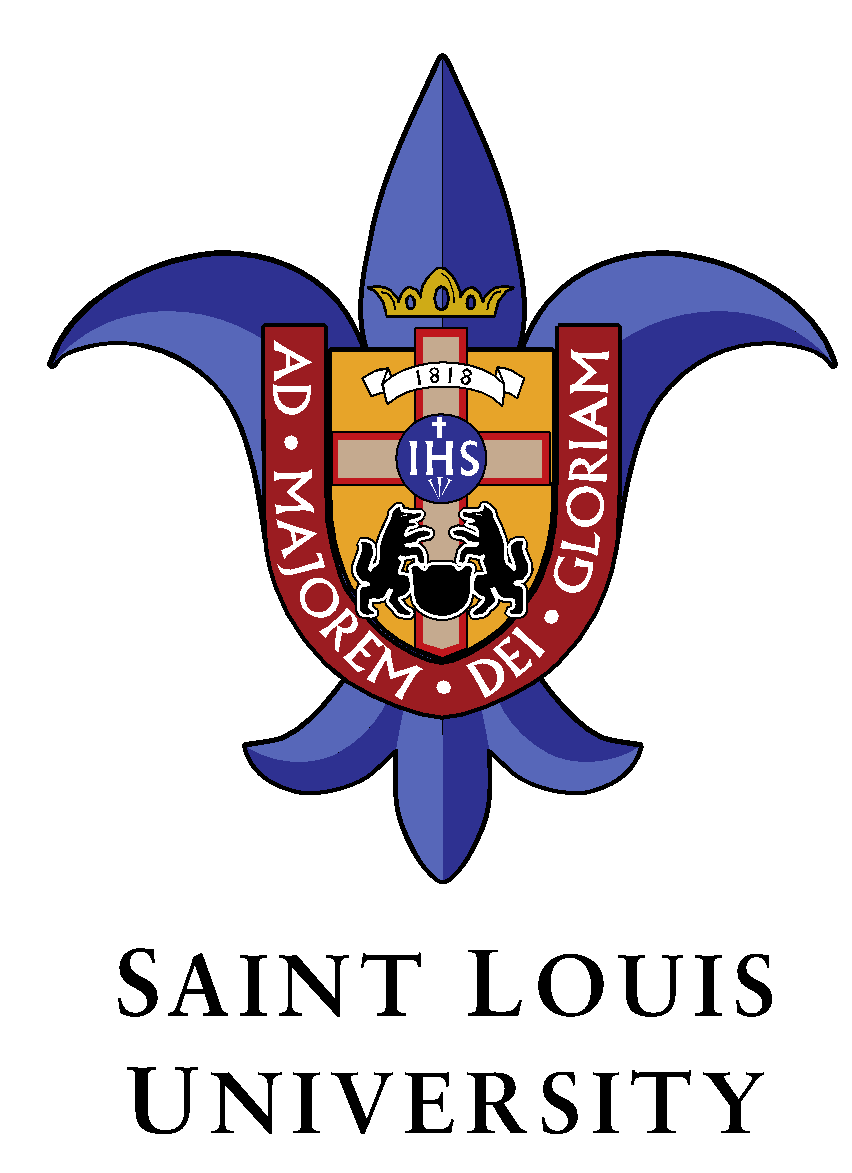 1818
IHS
AD • MAJOREM • DEI • GLORIAM
SAINT LOUIS
UNIVERSITY